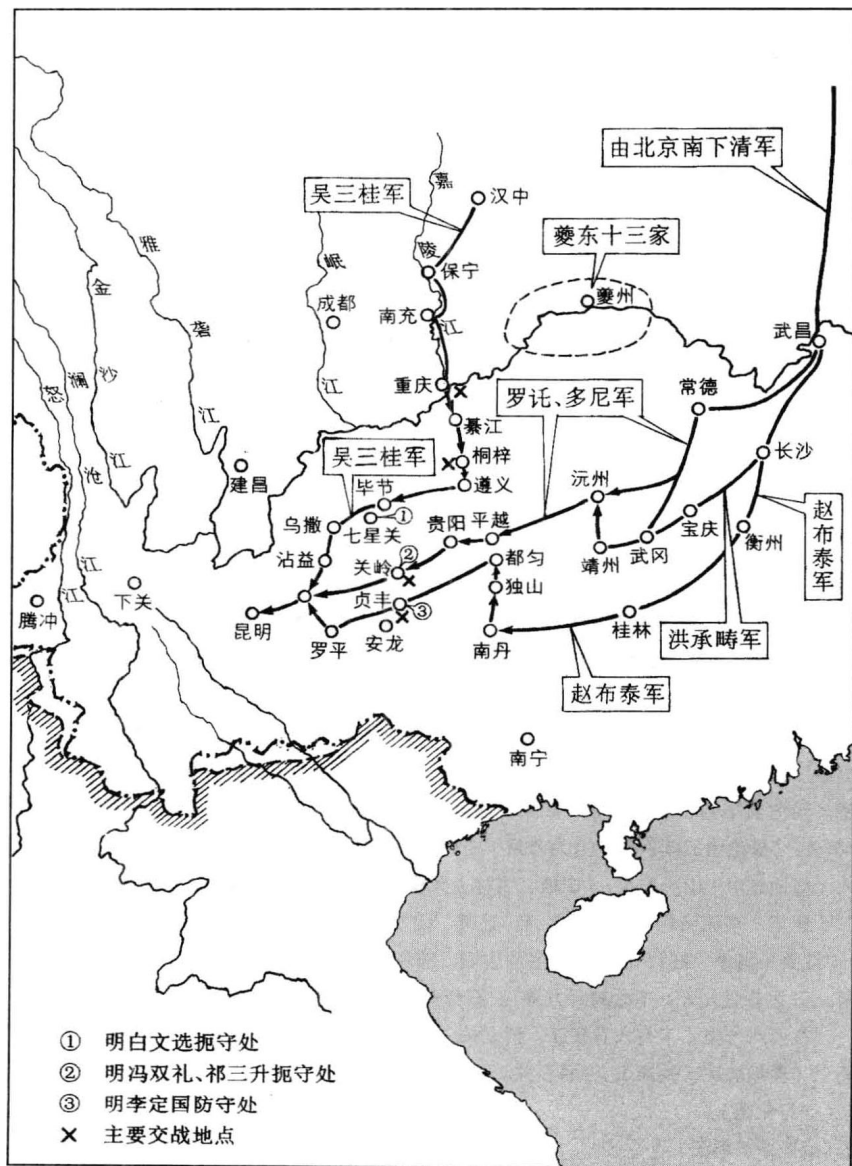 由北京南下清军
吴三桂军
嘉陵江
汉中
夔东十三家
雅砻江
岷江
保宁
夔州
金沙江
成都
南充
武昌
澜沧江
怒江
重庆
常德
罗托、多尼军
綦江
吴三桂军
桐梓
长沙
建昌
毕节
遵义
沅州
①
乌撒
七星关
贵阳
平越
宝庆
衡州
赵布泰军
沾益
②
关岭
都匀
靖州
武冈
下关
贞丰
③
独山
腾冲
昆明
罗平
安龙
南丹
桂林
洪承畴军
赵布泰军
南宁
① 明白文选扼守处
② 明冯双礼、祁三升扼守处
③ 明李定国防守处
× 主要交战地点